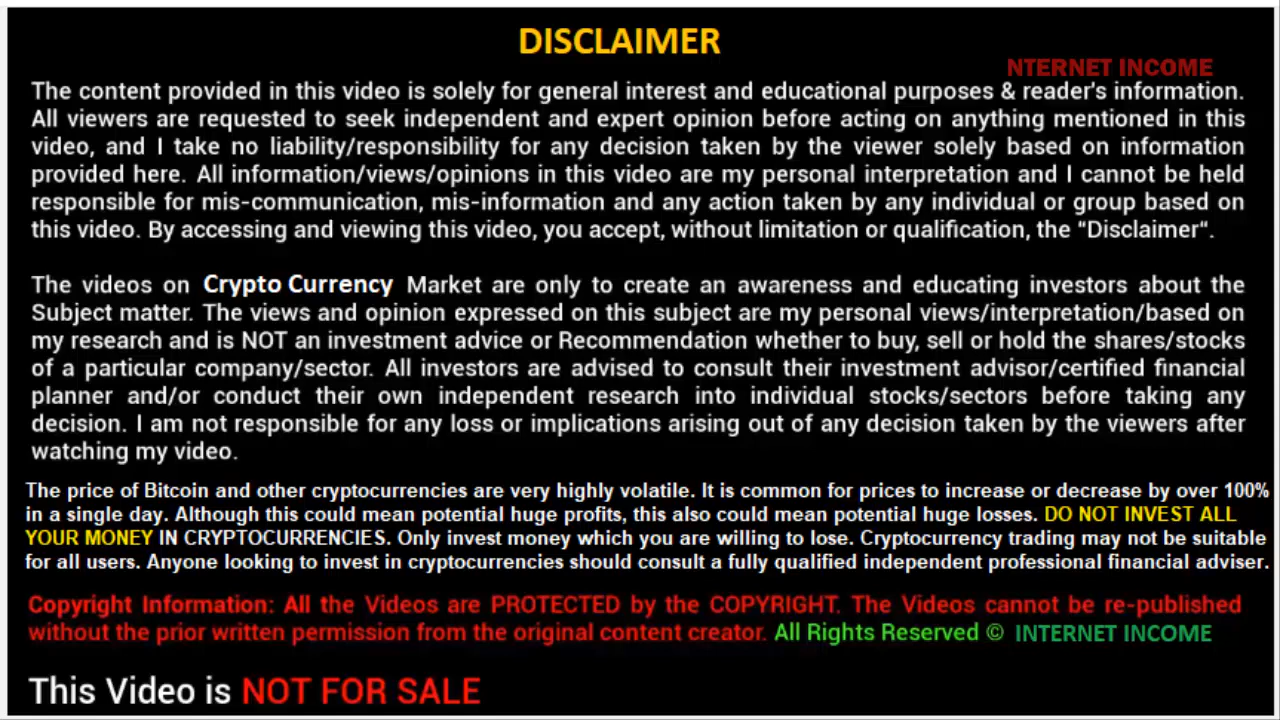 DISCLAIMER
NTERNET INCOME
The content provided in this video is solely for general interest and educational purposes & reader's information.
All viewers are requested to seek independent and expert opinion before acting on anything mentioned in this
video, and I take no liability/responsibility for any decision taken by the viewer solely based on information
provided here. All information/views/opinions in this video are my personal interpretation and I cannot be held
responsible for mis-communication, mis-information and any action taken by any individual or group based on
this video. By accessing and viewing this video, you accept, without limitation or qualification, the "Disclaimer".
The videos on Crypto Currency Market are only to create an awareness and educating investors about the
Subject matter. The views and opinion expressed on this subject are my personal views/interpretation/based on
my research and is NOT an investment advice or Recommendation whether to buy, sell or hold the shares/stocks
of a particular company/sector. All investors are advised to consult their investment advisor/certified financial
planner and/or conduct their own independent research into individual stocks/sectors before taking any
decision. I am not responsible for any loss or implications arising out of any decision taken by the viewers after
watching my video.
The price of Bitcoin and other cryptocurrencies are very highly volatile. It is common for prices to increase or decrease by over 100%
in a single day. Although this could mean potential huge profits, this also could mean potential huge losses. DO NOT INVEST ALL
YOUR MONEY IN CRYPTOCURRENCIES. Only invest money which you are willing to lose. Cryptocurrency trading may not be suitable
for all users. Anyone looking to invest in cryptocurrencies should consult a fully qualified independent professional financial adviser.
Copyright Information: All the Videos are PROTECTED by the COPYRIGHT. The Videos cannot be re-published
without the prior written permission from the original content creator. All Rights Reserved © INTERNET INCOME
This Video is NOT FOR SALE